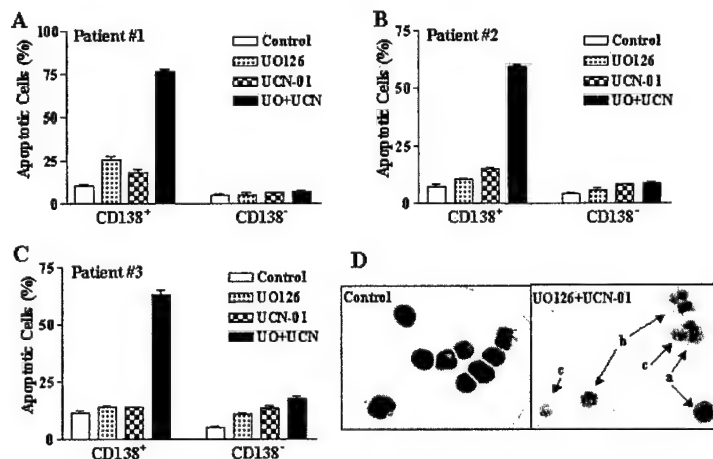 A
Patient #1
Apoptotic Cells (%)
100
75
50
25
0
Control
UO126
UCN-01
UO+UCN
CD138+
CD138-
B
Patient #2
Apoptotic Cells (%)
75
50
25
0
Control
UO126
UCN-01
UO+UCN
CD138+
CD138-
C
Patient #3
Apoptotic Cells (%)
75
50
25
0
Control
UO126
UCN-01
UO+UCN
CD138+
CD138-
D
Control
UO126+UCN-01
b
c
c
a